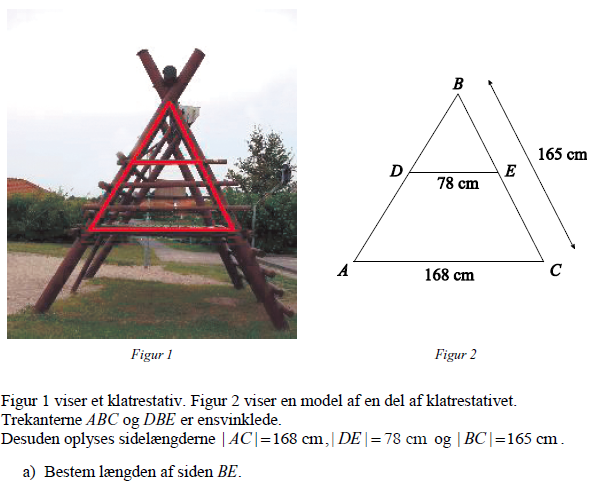 B
165 cm
D
E
78 cm
A
168 cm
C
Figur 1
Figur 2
Figur 1 viser et klatrestativ. Figur 2 viser en model af en del af klatrestativet.
Trekanterne ABC og DBE er ensvinklede.
Desuden oplyses sidelængderne |AC|=168 cm,|DE|=78 cm og |BC|=165 cm.
a) Bestem længden af siden BE.